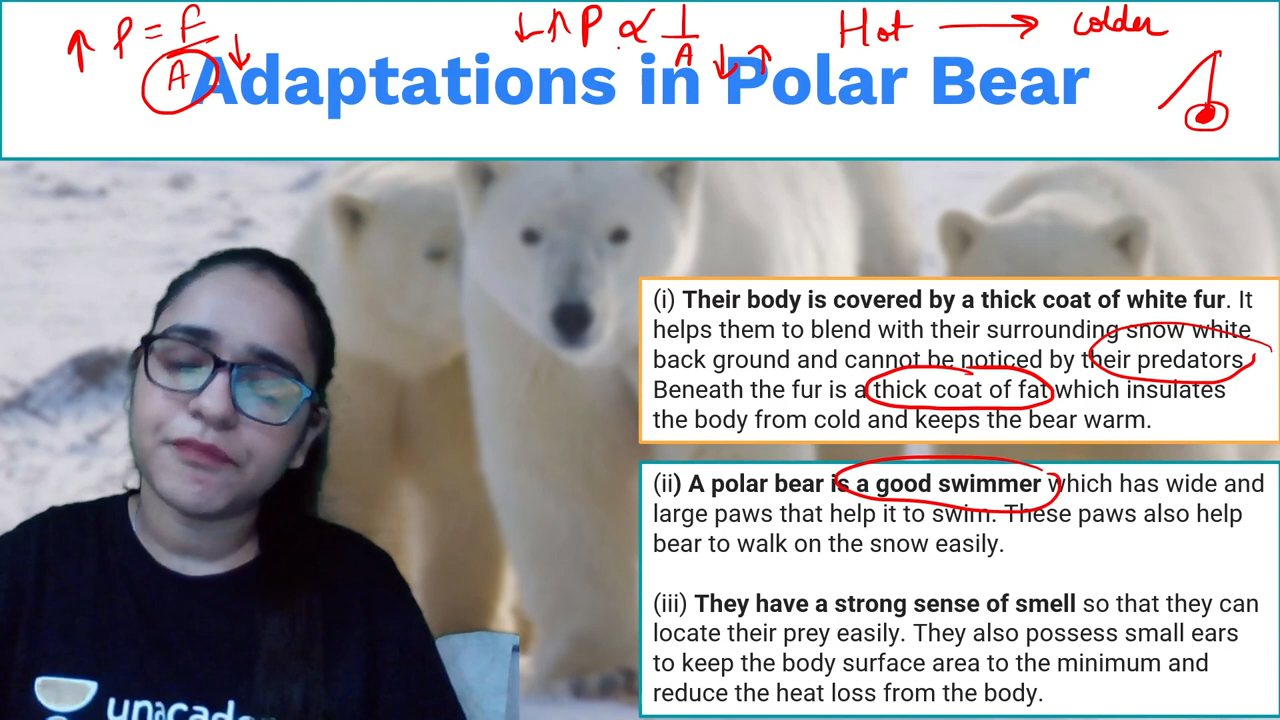 ↑ P = F/A ↓
↓↑ P ∝ 1/A ↓ ↑
Hot → colder
Adaptations in Polar Bear
(i) Their body is covered by a thick coat of white fur. It
helps them to blend with their surrounding snow white
back ground and cannot be noticed by their predators.
Beneath the fur is a thick coat of fat which insulates
the body from cold and keeps the bear warm.
(ii) A polar bear is a good swimmer which has wide and
large paws that help it to swim. These paws also help
bear to walk on the snow easily.
(iii) They have a strong sense of smell so that they can
locate their prey easily. They also possess small ears
to keep the body surface area to the minimum and
reduce the heat loss from the body.
unacade